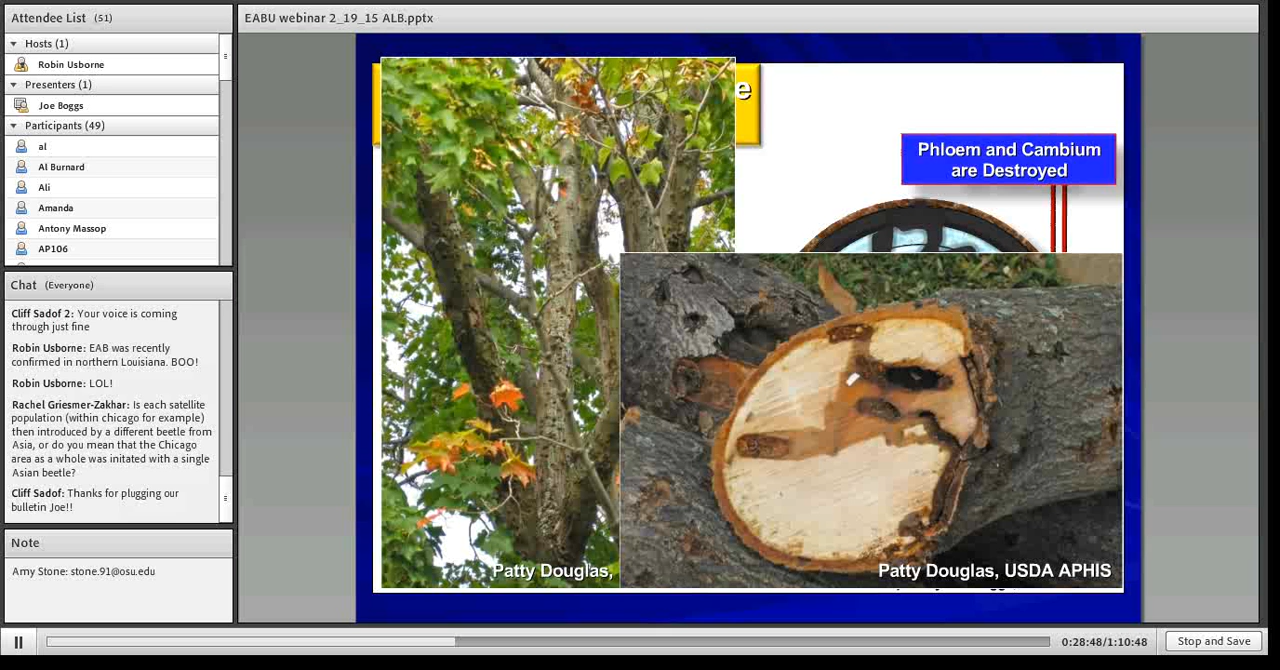 Attendee List (51)
Hosts (1)
Robin Usborne
Presenters (1)
Joe Boggs
Participants (49)
al
Al Burnard
Ali
Amanda
Antony Massop
AP106
Chat (Everyone)
Cliff Sadof 2: Your voice is coming
through just fine
Robin Usborne: EAB was recently
confirmed in northern Louisiana. BOO!
Robin Usborne: LOL!
Rachel Griesmer-Zakhar: Is each satellite
population (within chicago for example)
then introduced by a different beetle from
Asia, or do you mean that the Chicago
area as a whole was initated with a single
Asian beetle?
Cliff Sadof: Thanks for plugging our
bulletin Joe!!
Note
Amy Stone: stone.91@osu.edu
EABU webinar 2_19_15 ALB.pptx
e
Phloem and Cambium
are Destroyed
Patty Douglas,
Patty Douglas, USDA APHIS
0:28:48/1:10:48
Stop and Save